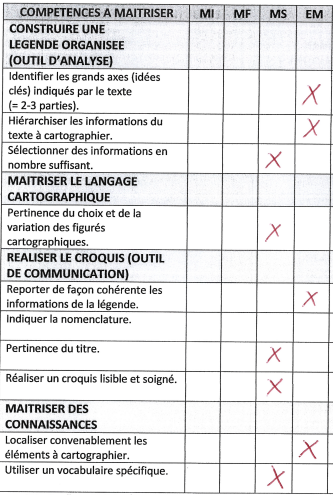 COMPETENCES A MAITRISER MI MF MS EM
CONSTRUIRE UNE
LEGENDE ORGANISEE
(OUTIL D'ANALYSE)
Identifier les grands axes (idées
clés) indiqués par le texte
(= 2-3 parties). X
Hiérarchiser les informations du
texte à cartographier. X
Sélectionner des informations en
nombre suffisant. X
MAITRISER LE LANGAGE
CARTOGRAPHIQUE
Pertinence du choix et de la
variation des figurés
cartographiques. X
REALISER LE CROQUIS (OUTIL
DE COMMUNICATION)
Reporter de façon cohérente les
informations de la légende. X
Indiquer la nomenclature.
Pertinence du titre. X
Réaliser un croquis lisible et soigné. X
MAITRISER DES
CONNAISSANCES
Localiser convenablement les
éléments à cartographier. X
Utiliser un vocabulaire spécifique. X